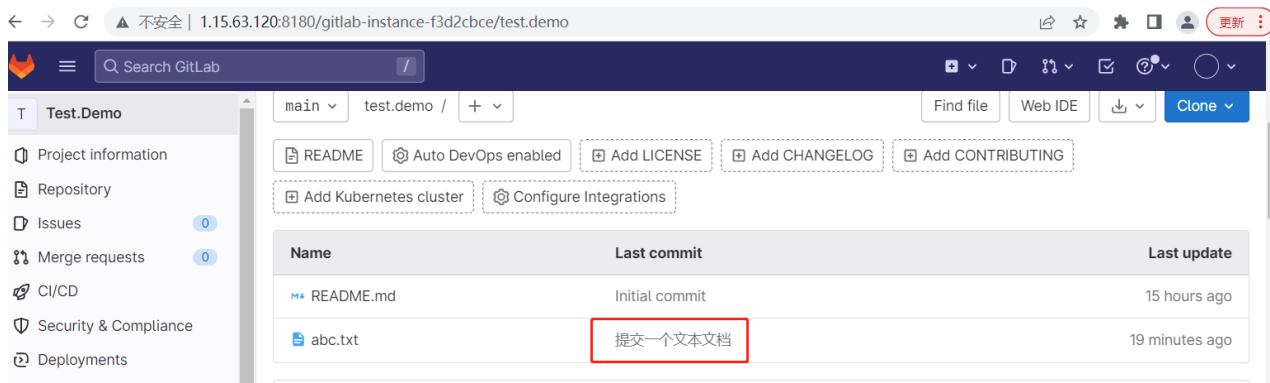 不安全 | 1.15.63.120:8180/gitlab-instance-f3d2cbce/test.demo 更新
Search GitLab /
T Test.Demo main test.demo / + Find file Web IDE Clone
Project information README Auto DevOps enabled Add LICENSE Add CHANGELOG Add CONTRIBUTING
Repository Add Kubernetes cluster Configure Integrations
Issues 0
Merge requests 0 Name Last commit Last update
CI/CD README.md Initial commit 15 hours ago
Security & Compliance
Deployments abc.txt 提交一个文本文档 19 minutes ago